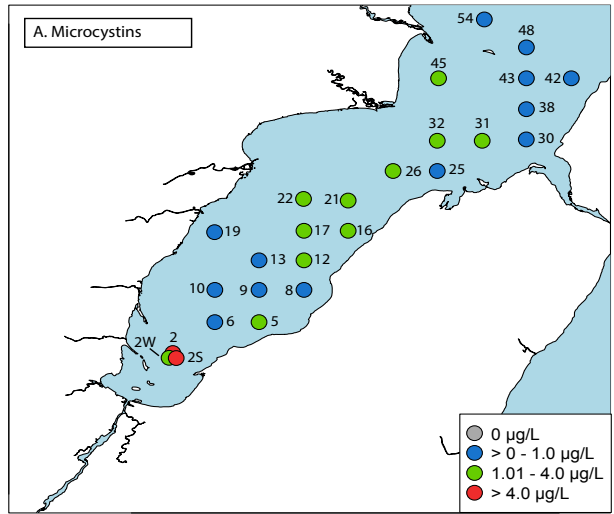 A. Microcystins
54
48
45
43 42
38
32 31
30
25
22 21
17 16
19
13 12
10 9 8
6 5
2W 2
2S
0 µg/L
> 0 - 1.0 µg/L
1.01 - 4.0 µg/L
> 4.0 µg/L